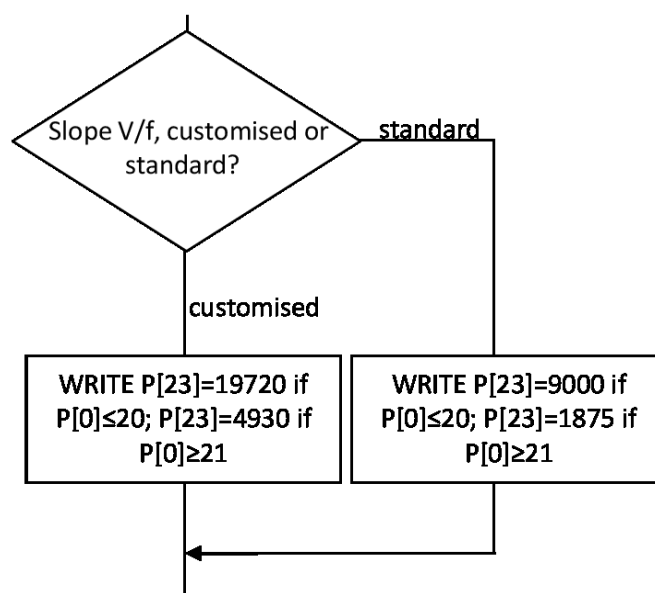 Slope V/f, customised or
standard?
standard
customised
WRITE P[23]=19720 if
P[0]≤20; P[23]=4930 if
P[0]≥21
WRITE P[23]=9000 if
P[0]≤20; P[23]=1875 if
P[0]≥21